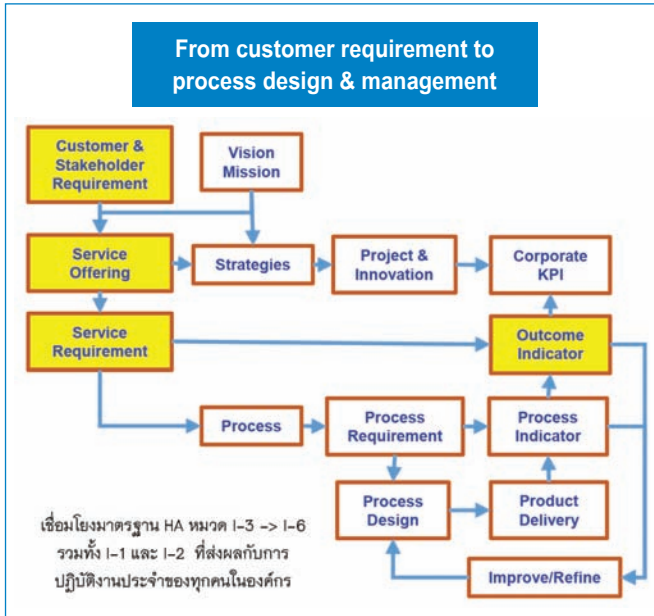 From customer requirement to
process design & management
Customer &
Stakeholder
Requirement
Vision
Mission
Service
Offering
Strategies
Project &
Innovation
Corporate
KPI
Service
Requirement
Outcome
Indicator
Process
Process
Requirement
Process
Indicator
Process
Design
Product
Delivery
Improve/Refine
เชื่อมโยงมาตรฐาน HA หมวด I-3 -> I-6
รวมทั้ง I-1 และ I-2 ที่ส่งผลกับการ
ปฏิบัติงานประจำของทุกคนในองค์กร